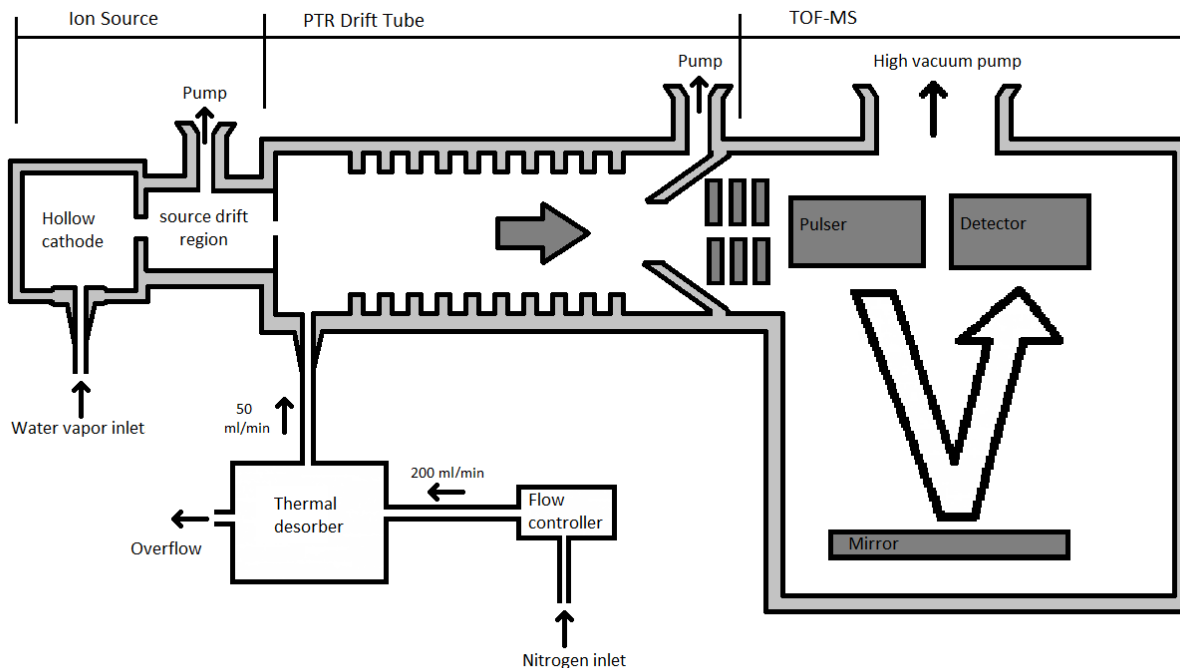 Ion Source
PTR Drift Tube
TOF-MS
Pump
Pump
High vacuum pump
Hollow
cathode
source drift
region
Pulser
Detector
Water vapor inlet
50
ml/min
200 ml/min
Thermal
desorber
Flow
controller
Overflow
Mirror
Nitrogen inlet